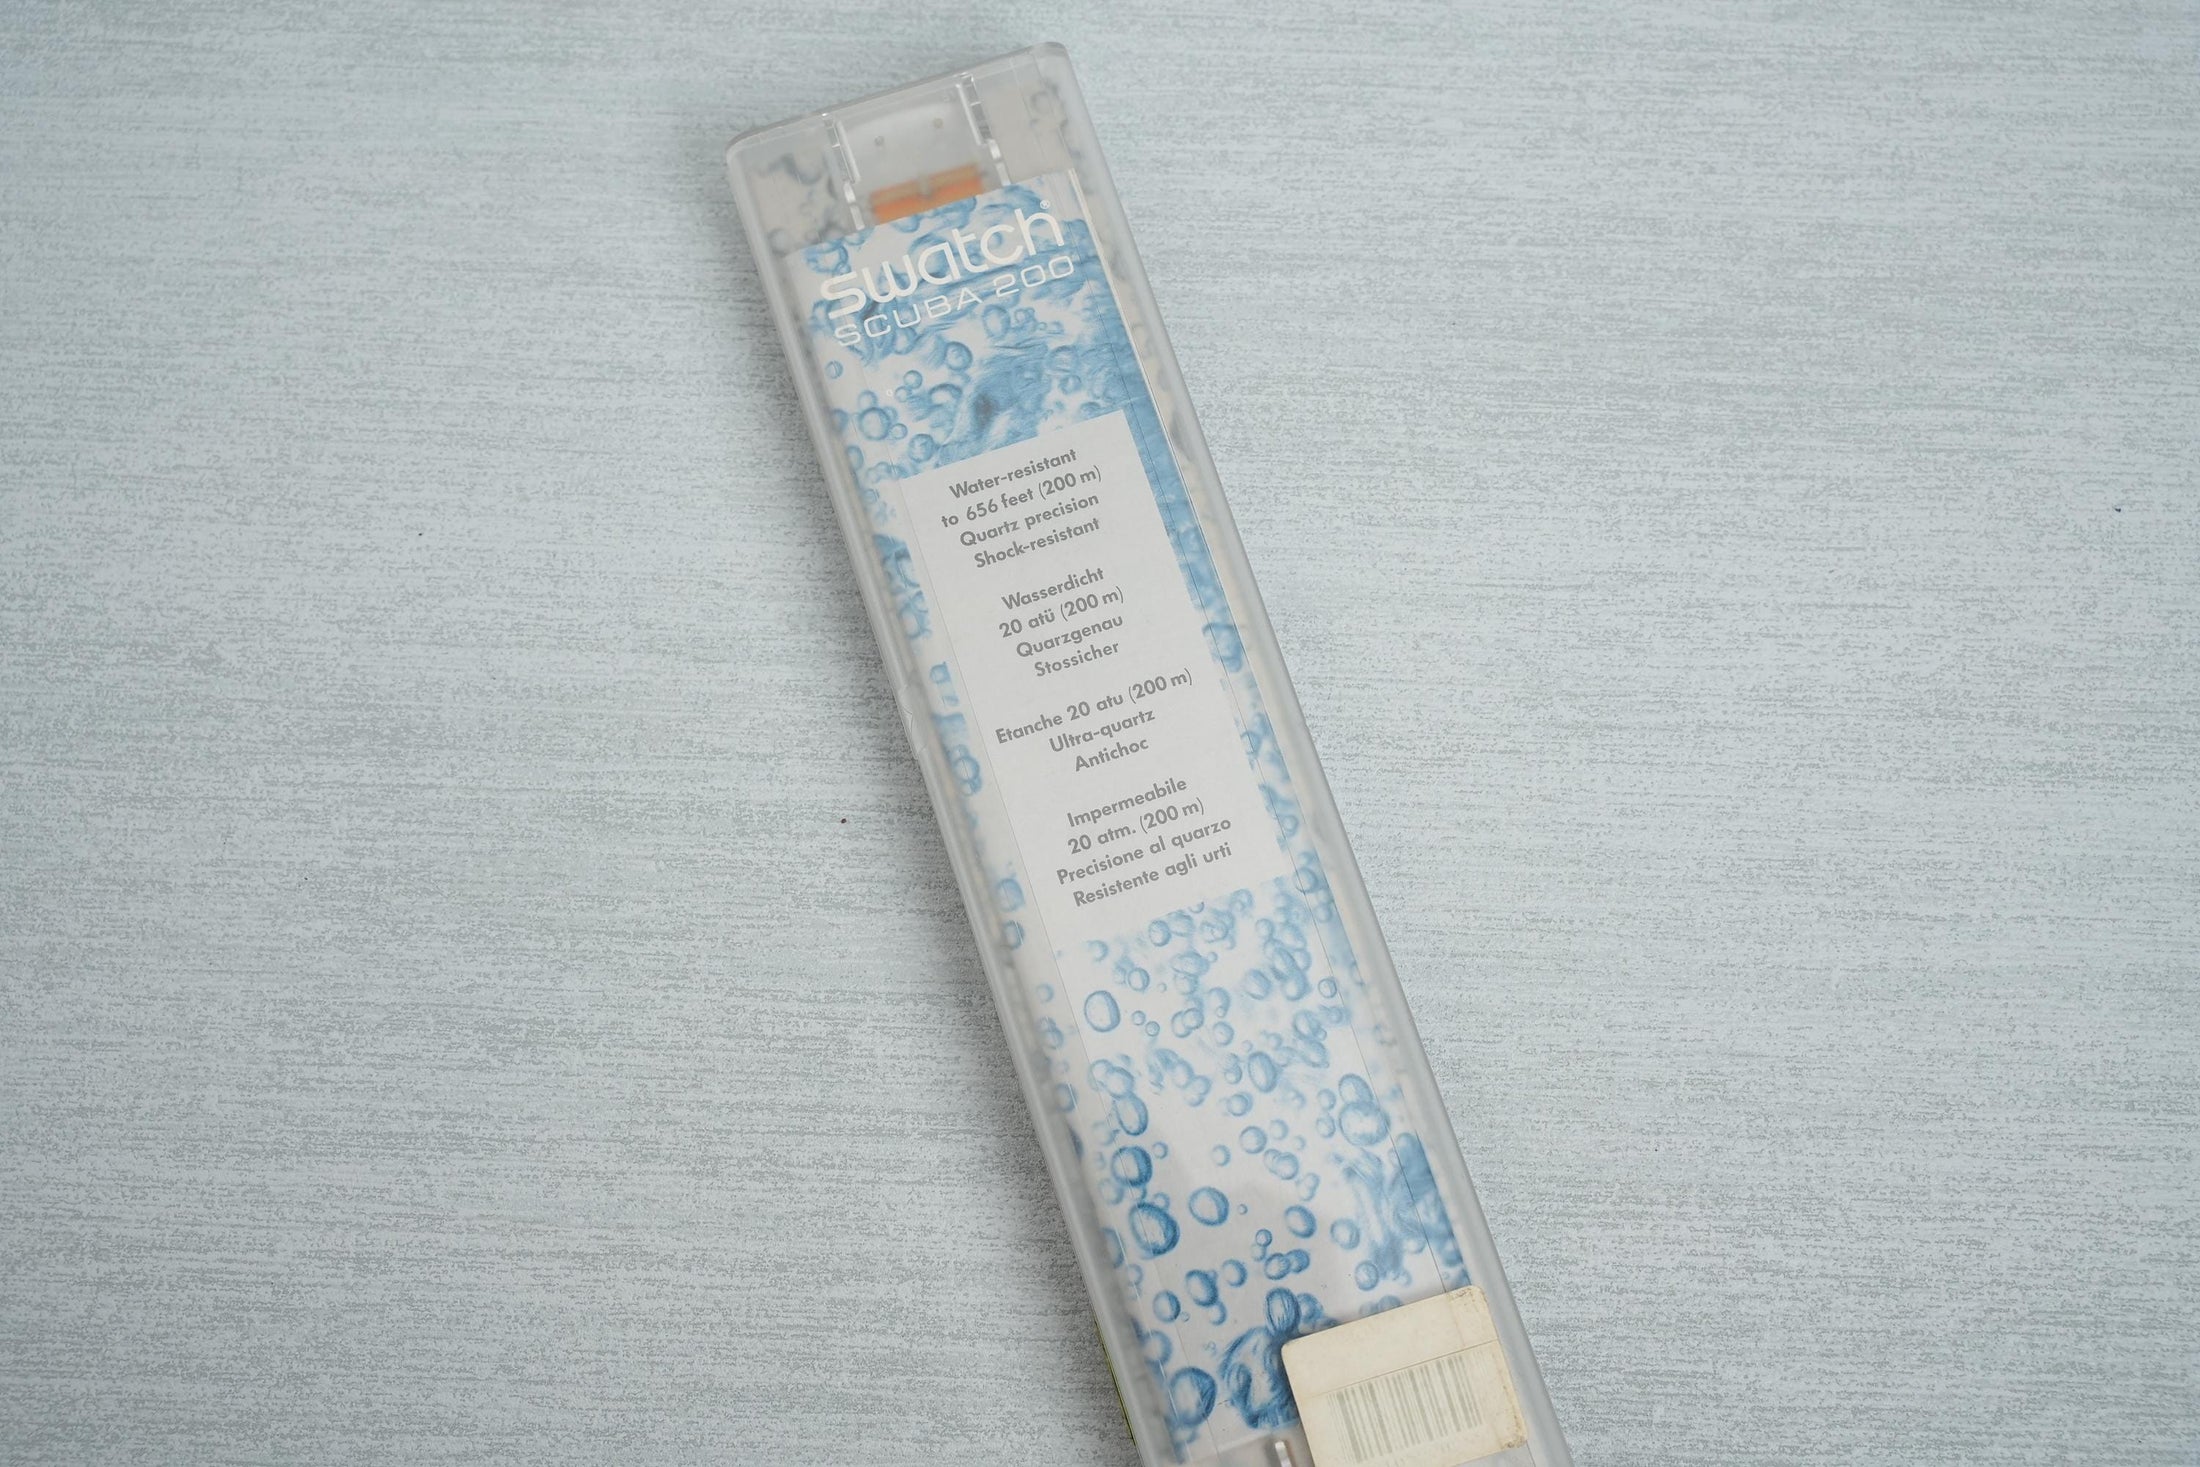 swatch®
SCUBA 200
Water-resistant
to 656 feet (200 m)
Quartz precision
Shock-resistant
Wasserdicht
20 atü (200 m)
Quarzgenau
Stossicher
Etanche 20 atu (200 m)
Ultra-quartz
Antichoc
Impermeabile
20 atm. (200 m)
Precisione al quarzo
Resistente agli urti